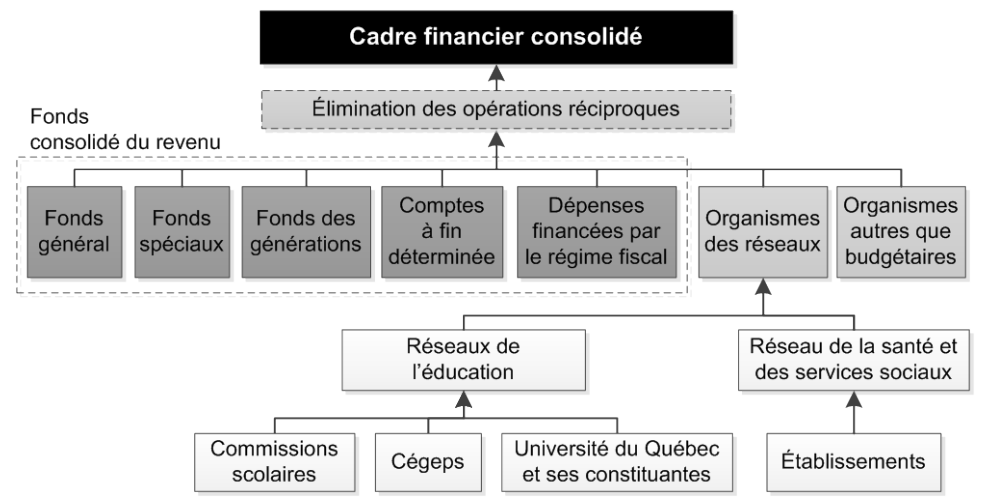 Cadre financier consolidé
Élimination des opérations réciproques
Fonds
consolidé du revenu
Fonds
général
Fonds
spéciaux
Fonds des
générations
Comptes
à fin
déterminée
Dépenses
financées par
le régime fiscal
Organismes
des réseaux
Organismes
autres que
budgétaires
Réseaux de
l’éducation
Réseau de la santé et
des services sociaux
Commissions
scolaires
Cégeps
Université du Québec
et ses constituantes
Établissements